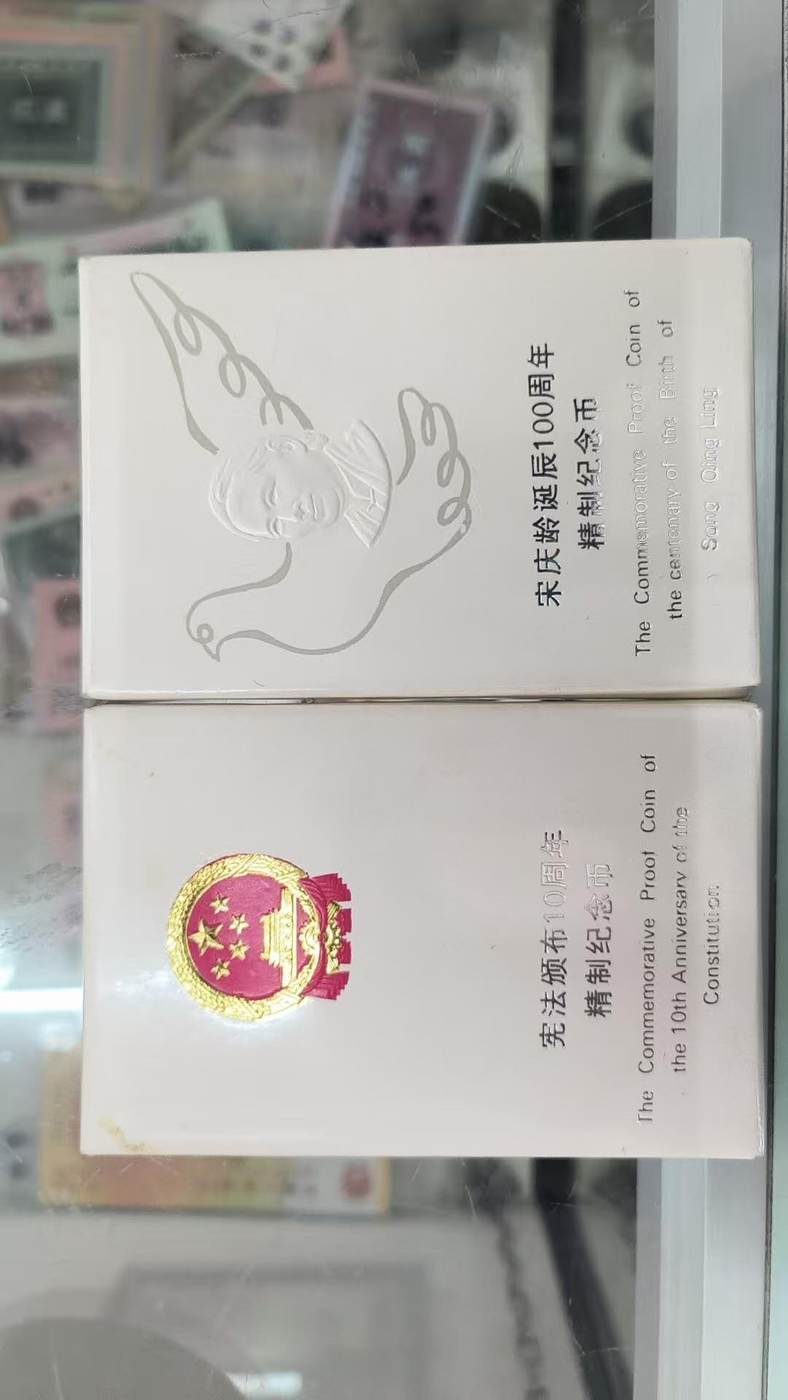 宪法颁布10周年
精制纪念币
The Commemorative Proof Coin of
the 10th Anniversary of the
Constitution
宋庆龄诞辰100周年
精制纪念币
The Commemorative Proof Coin of
the centenary of the Birth of
Song Qing Ling